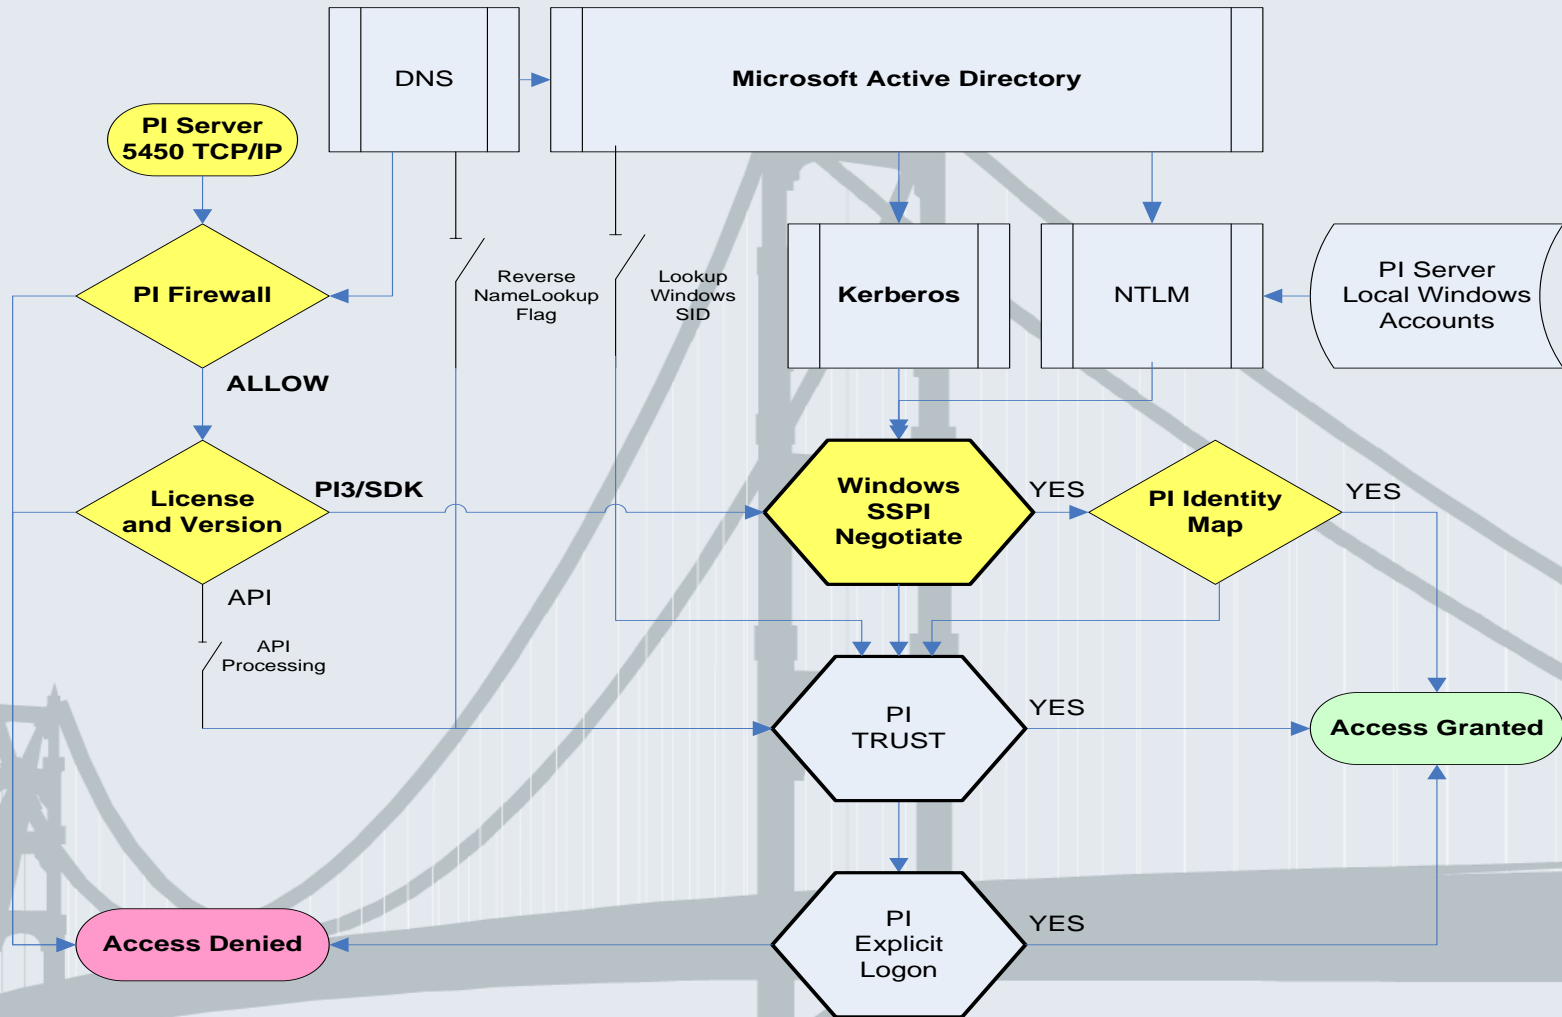 DNS
Microsoft Active Directory
PI Server
5450 TCP/IP
PI Firewall
Reverse
NameLookup
Flag
Lookup
Windows
SID
Kerberos
NTLM
PI Server
Local Windows
Accounts
ALLOW
License
and Version
PI3/SDK
Windows
SSPI
Negotiate
YES
PI Identity
Map
YES
API
API
Processing
PI
TRUST
YES
Access Granted
Access Denied
PI
Explicit
Logon
YES